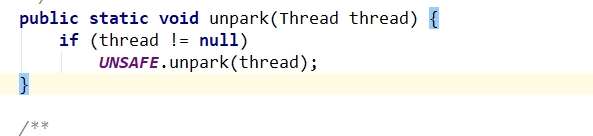 public static void unpark(Thread thread) {
    if (thread != null)
        UNSAFE.unpark(thread);
}
/**